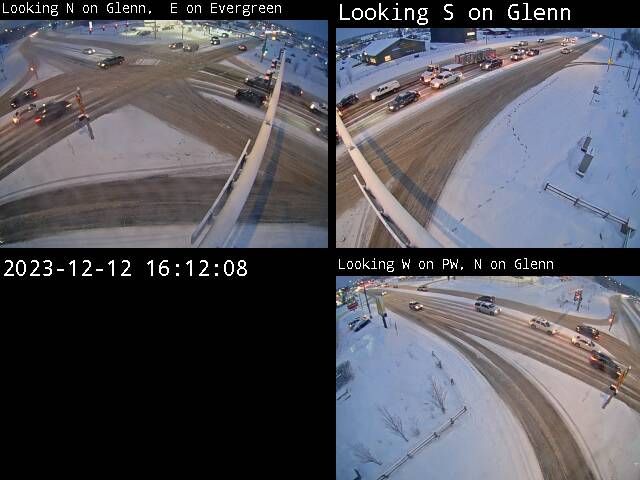 Looking N on Glenn, E on Evergreen
Looking S on Glenn
2023-12-12 16:12:08
Looking W on PW, N on Glenn